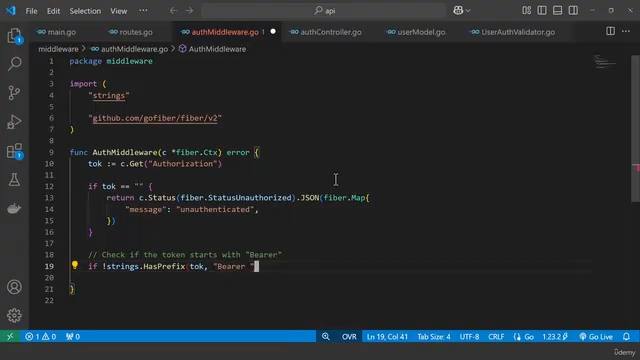 api
main.go
routes.go
authMiddleware.go 1
authController.go
userModel.go
UserAuthValidator.go
middleware > authMiddleware.go > AuthMiddleware
1 package middleware
2
3 import (
4 "strings"
5
6 "github.com/gofiber/fiber/v2"
7 )
8
9 func AuthMiddleware(c *fiber.Ctx) error {
10 tok := c.Get("Authorization")
11
12 if tok == "" {
13 return c.Status(fiber.StatusUnauthorized).JSON(fiber.Map{
14 "message": "unauthenticated",
15 })
16 }
17
18 // Check if the token starts with "Bearer"
19 if !strings.HasPrefix(tok, "Bearer "
20
21 }
22
1 0 0 OVR Ln 19, Col 41 Tab Size: 4 UTF-8 CRLF Go Go Live 1.23.2
Udemy